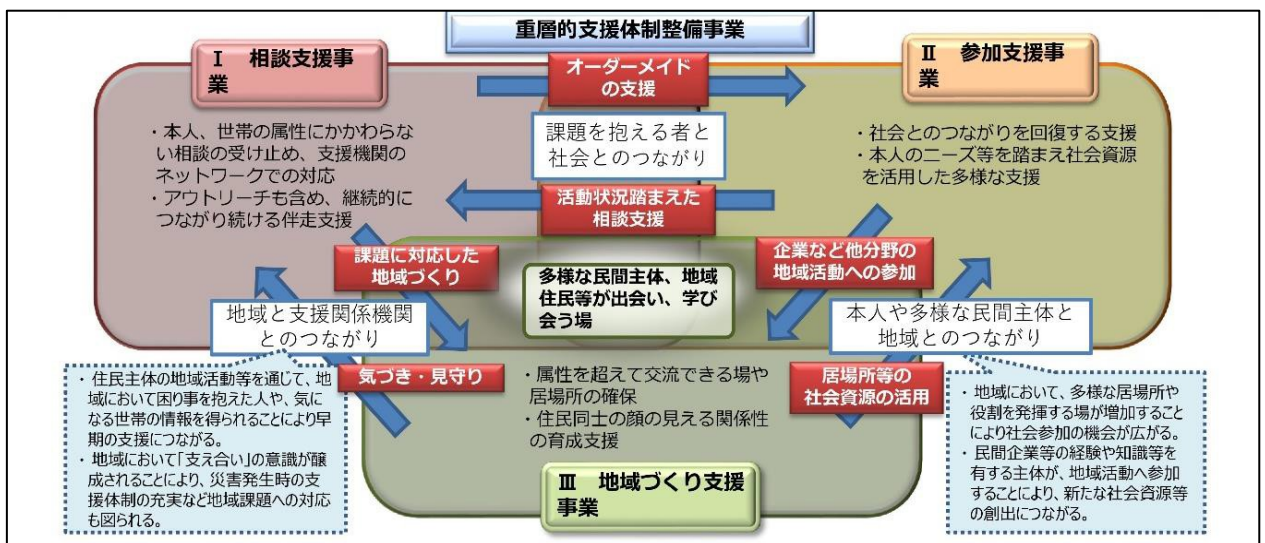 重層的支援体制整備事業
Ⅰ 相談支援事
業
・本人、世帯の属性にかかわらな
い相談の受け止め、支援機関の
ネットワークでの対応
・アウトリーチも含め、継続的に
つながり続ける伴走支援
オーダーメイド
の支援
課題を抱える者と
社会とのつながり
活動状況踏まえた
相談支援
Ⅱ 参加支援事
業
・社会とのつながりを回復する支援
・本人のニーズ等を踏まえ社会資源
を活用した多様な支援
課題に対応した
地域づくり
多様な民間主体、地域
住民等が出会い、学び
会う場
企業など他分野の
地域活動への参加
地域と支援関係機関
とのつながり
本人や多様な民間主体と
地域とのつながり
気づき・見守り
居場所等の
社会資源の活用
・住民主体の地域活動等を通じて、地
域において困り事を抱えた人や、気に
なる世帯の情報を得られることにより早
期の支援につながる。
・地域において「支え合い」の意識が醸
成されることにより、災害発生時の支
援体制の充実など地域課題への対応
も図られる。
・属性を超えて交流できる場や
居場所の確保
・住民同士の顔の見える関係性
の育成支援
Ⅲ 地域づくり支援
事業
・地域において、多様な居場所や
役割を発揮する場が増加すること
により社会参加の機会が広がる。
・民間企業等の経験や知識等を
有する主体が、地域活動へ参加
することにより、新たな社会資源等
の創出につながる。